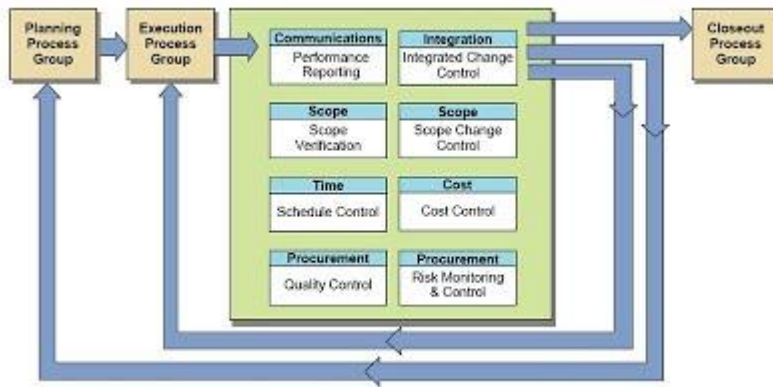 Planning
Process
Group
Execution
Process
Group
Closeout
Process
Group
Communications
Performance
Reporting
Integration
Integrated Change
Control
Scope
Scope
Verification
Scope
Scope Change
Control
Time
Schedule Control
Cost
Cost Control
Procurement
Quality Control
Procurement
Risk Monitoring
& Control